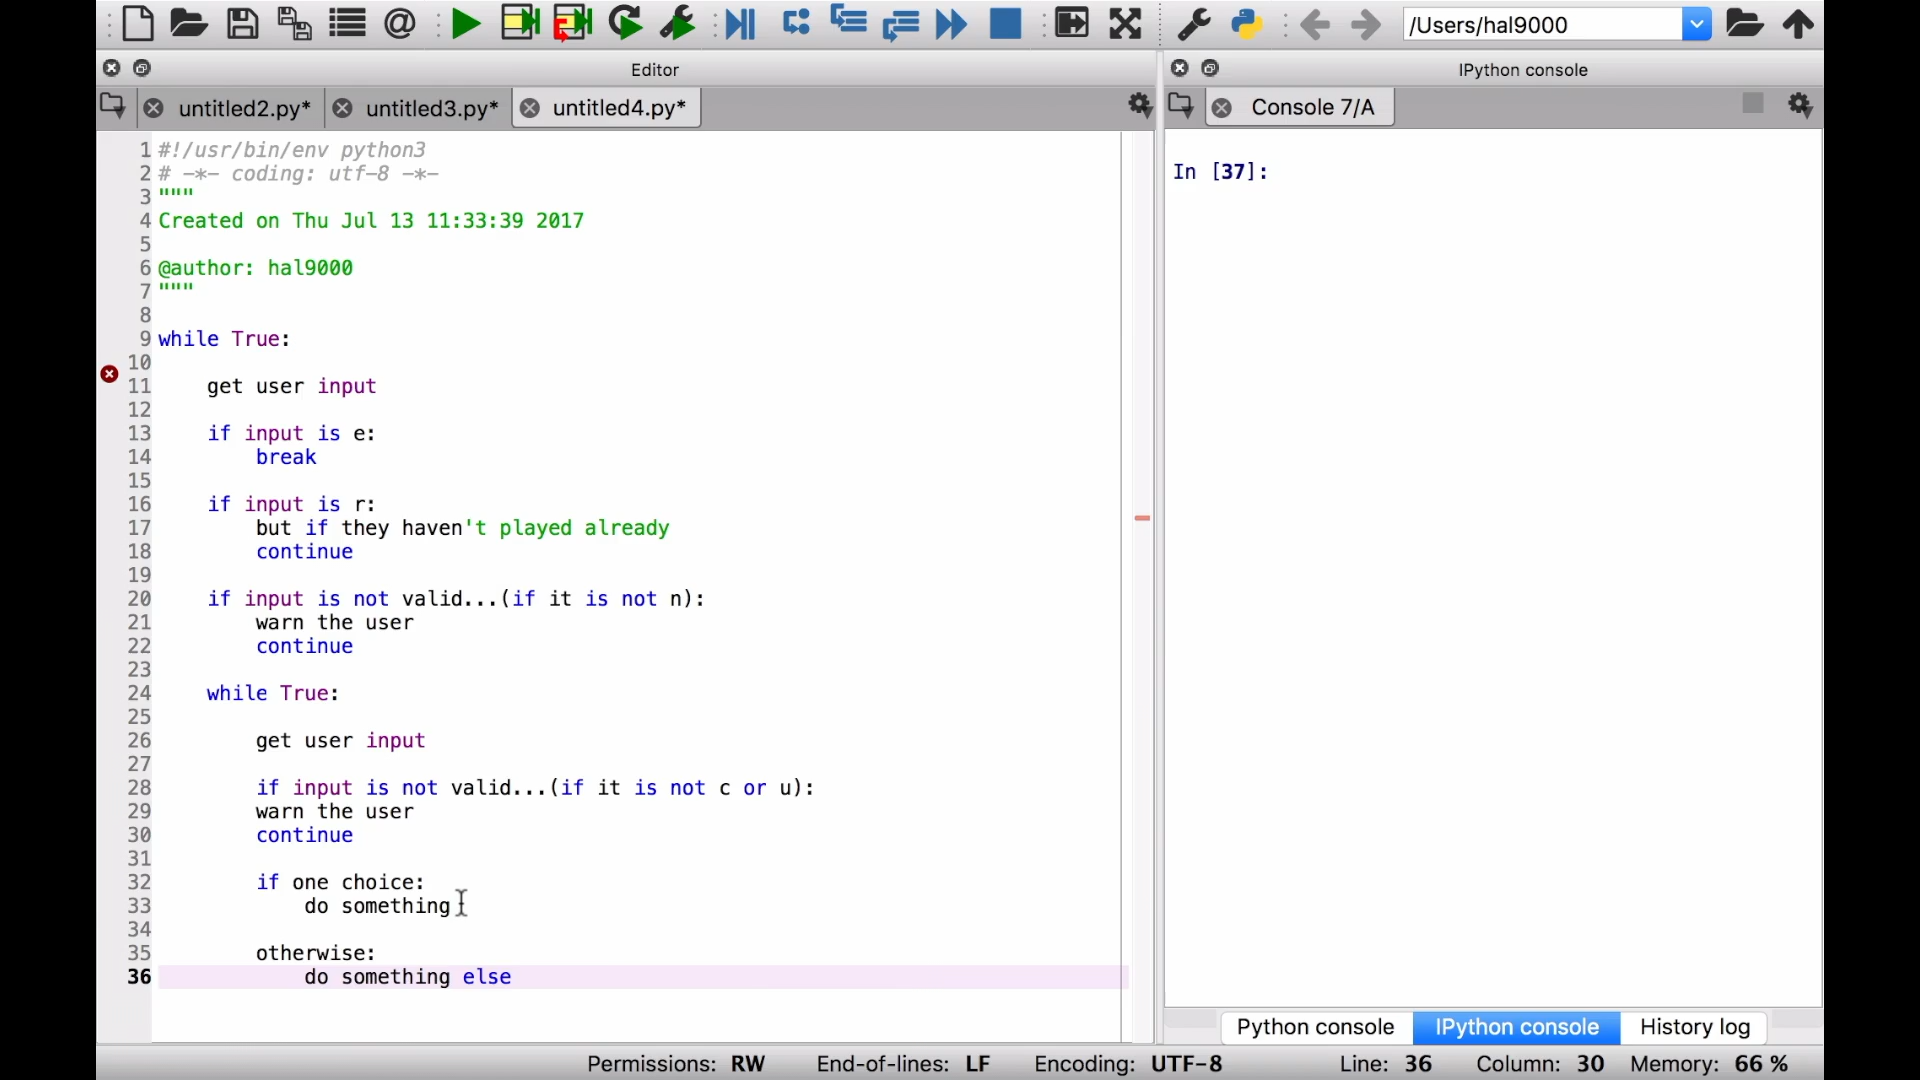 /Users/hal9000
Editor
IPython console
untitled2.py*
untitled3.py*
untitled4.py*
Console 7/A
1 #!/usr/bin/env python3
2 # -*- coding: utf-8 -*-
3 """
4 Created on Thu Jul 13 11:33:39 2017
5
6 @author: hal9000
7 """
8
9 while True:
10
11     get user input
12
13     if input is e:
14         break
15
16     if input is r:
17         but if they haven't played already
18         continue
19
20     if input is not valid...(if it is not n):
21         warn the user
22         continue
23
24     while True:
25
26         get user input
27
28         if input is not valid...(if it is not c or u):
29         warn the user
30         continue
31
32         if one choice:
33             do something
34
35         otherwise:
36             do something else
In [37]:
Python console
IPython console
History log
Permissions: RW End-of-lines: LF Encoding: UTF-8 Line: 36 Column: 30 Memory: 66 %